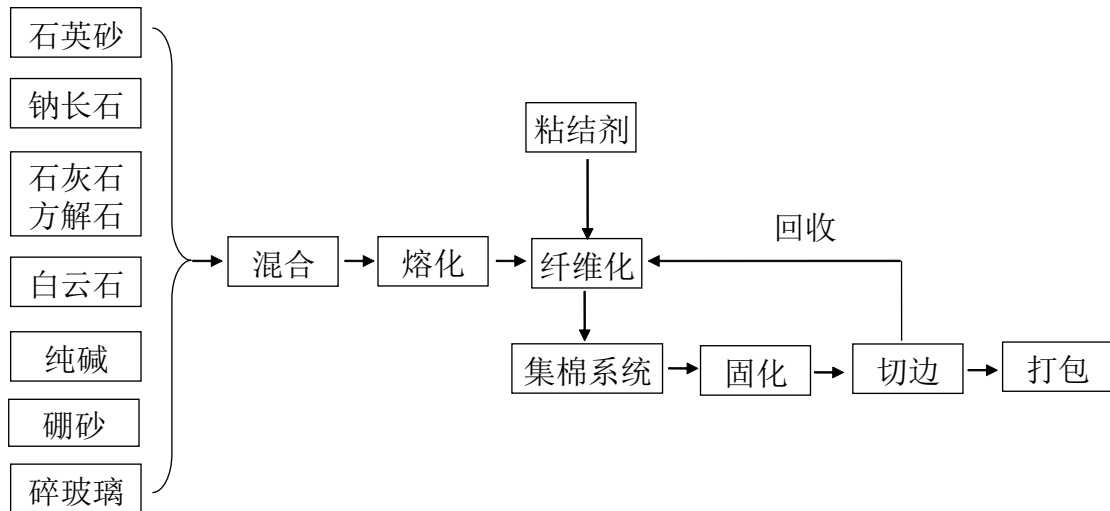 石英砂
钠长石
石灰石
方解石
白云石
纯碱
硼砂
碎玻璃
混合
熔化
粘结剂
纤维化
回收
集棉系统
固化
切边
打包